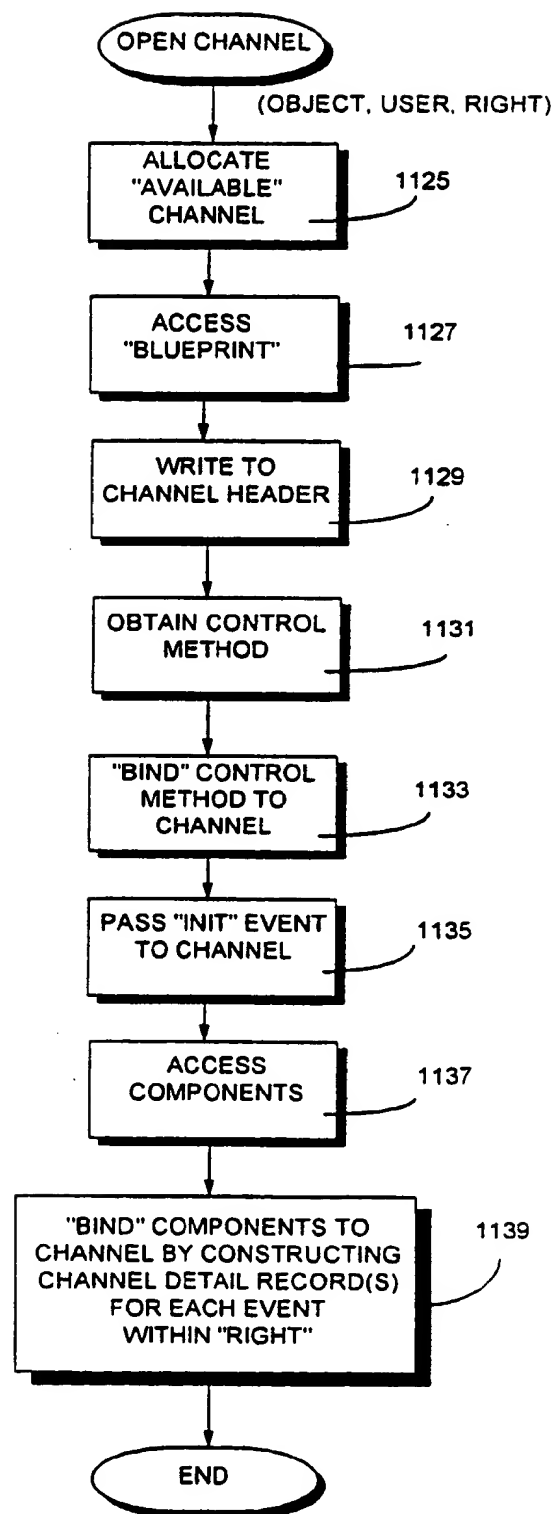 OPEN CHANNEL
(OBJECT, USER, RIGHT)
ALLOCATE
"AVAILABLE"
CHANNEL
1125
ACCESS
"BLUEPRINT"
1127
WRITE TO
CHANNEL HEADER
1129
OBTAIN CONTROL
METHOD
1131
"BIND" CONTROL
METHOD TO
CHANNEL
1133
PASS "INIT" EVENT
TO CHANNEL
1135
ACCESS
COMPONENTS
1137
"BIND" COMPONENTS TO
CHANNEL BY CONSTRUCTING
CHANNEL DETAIL RECORD(S)
FOR EACH EVENT
WITHIN "RIGHT"
1139
END